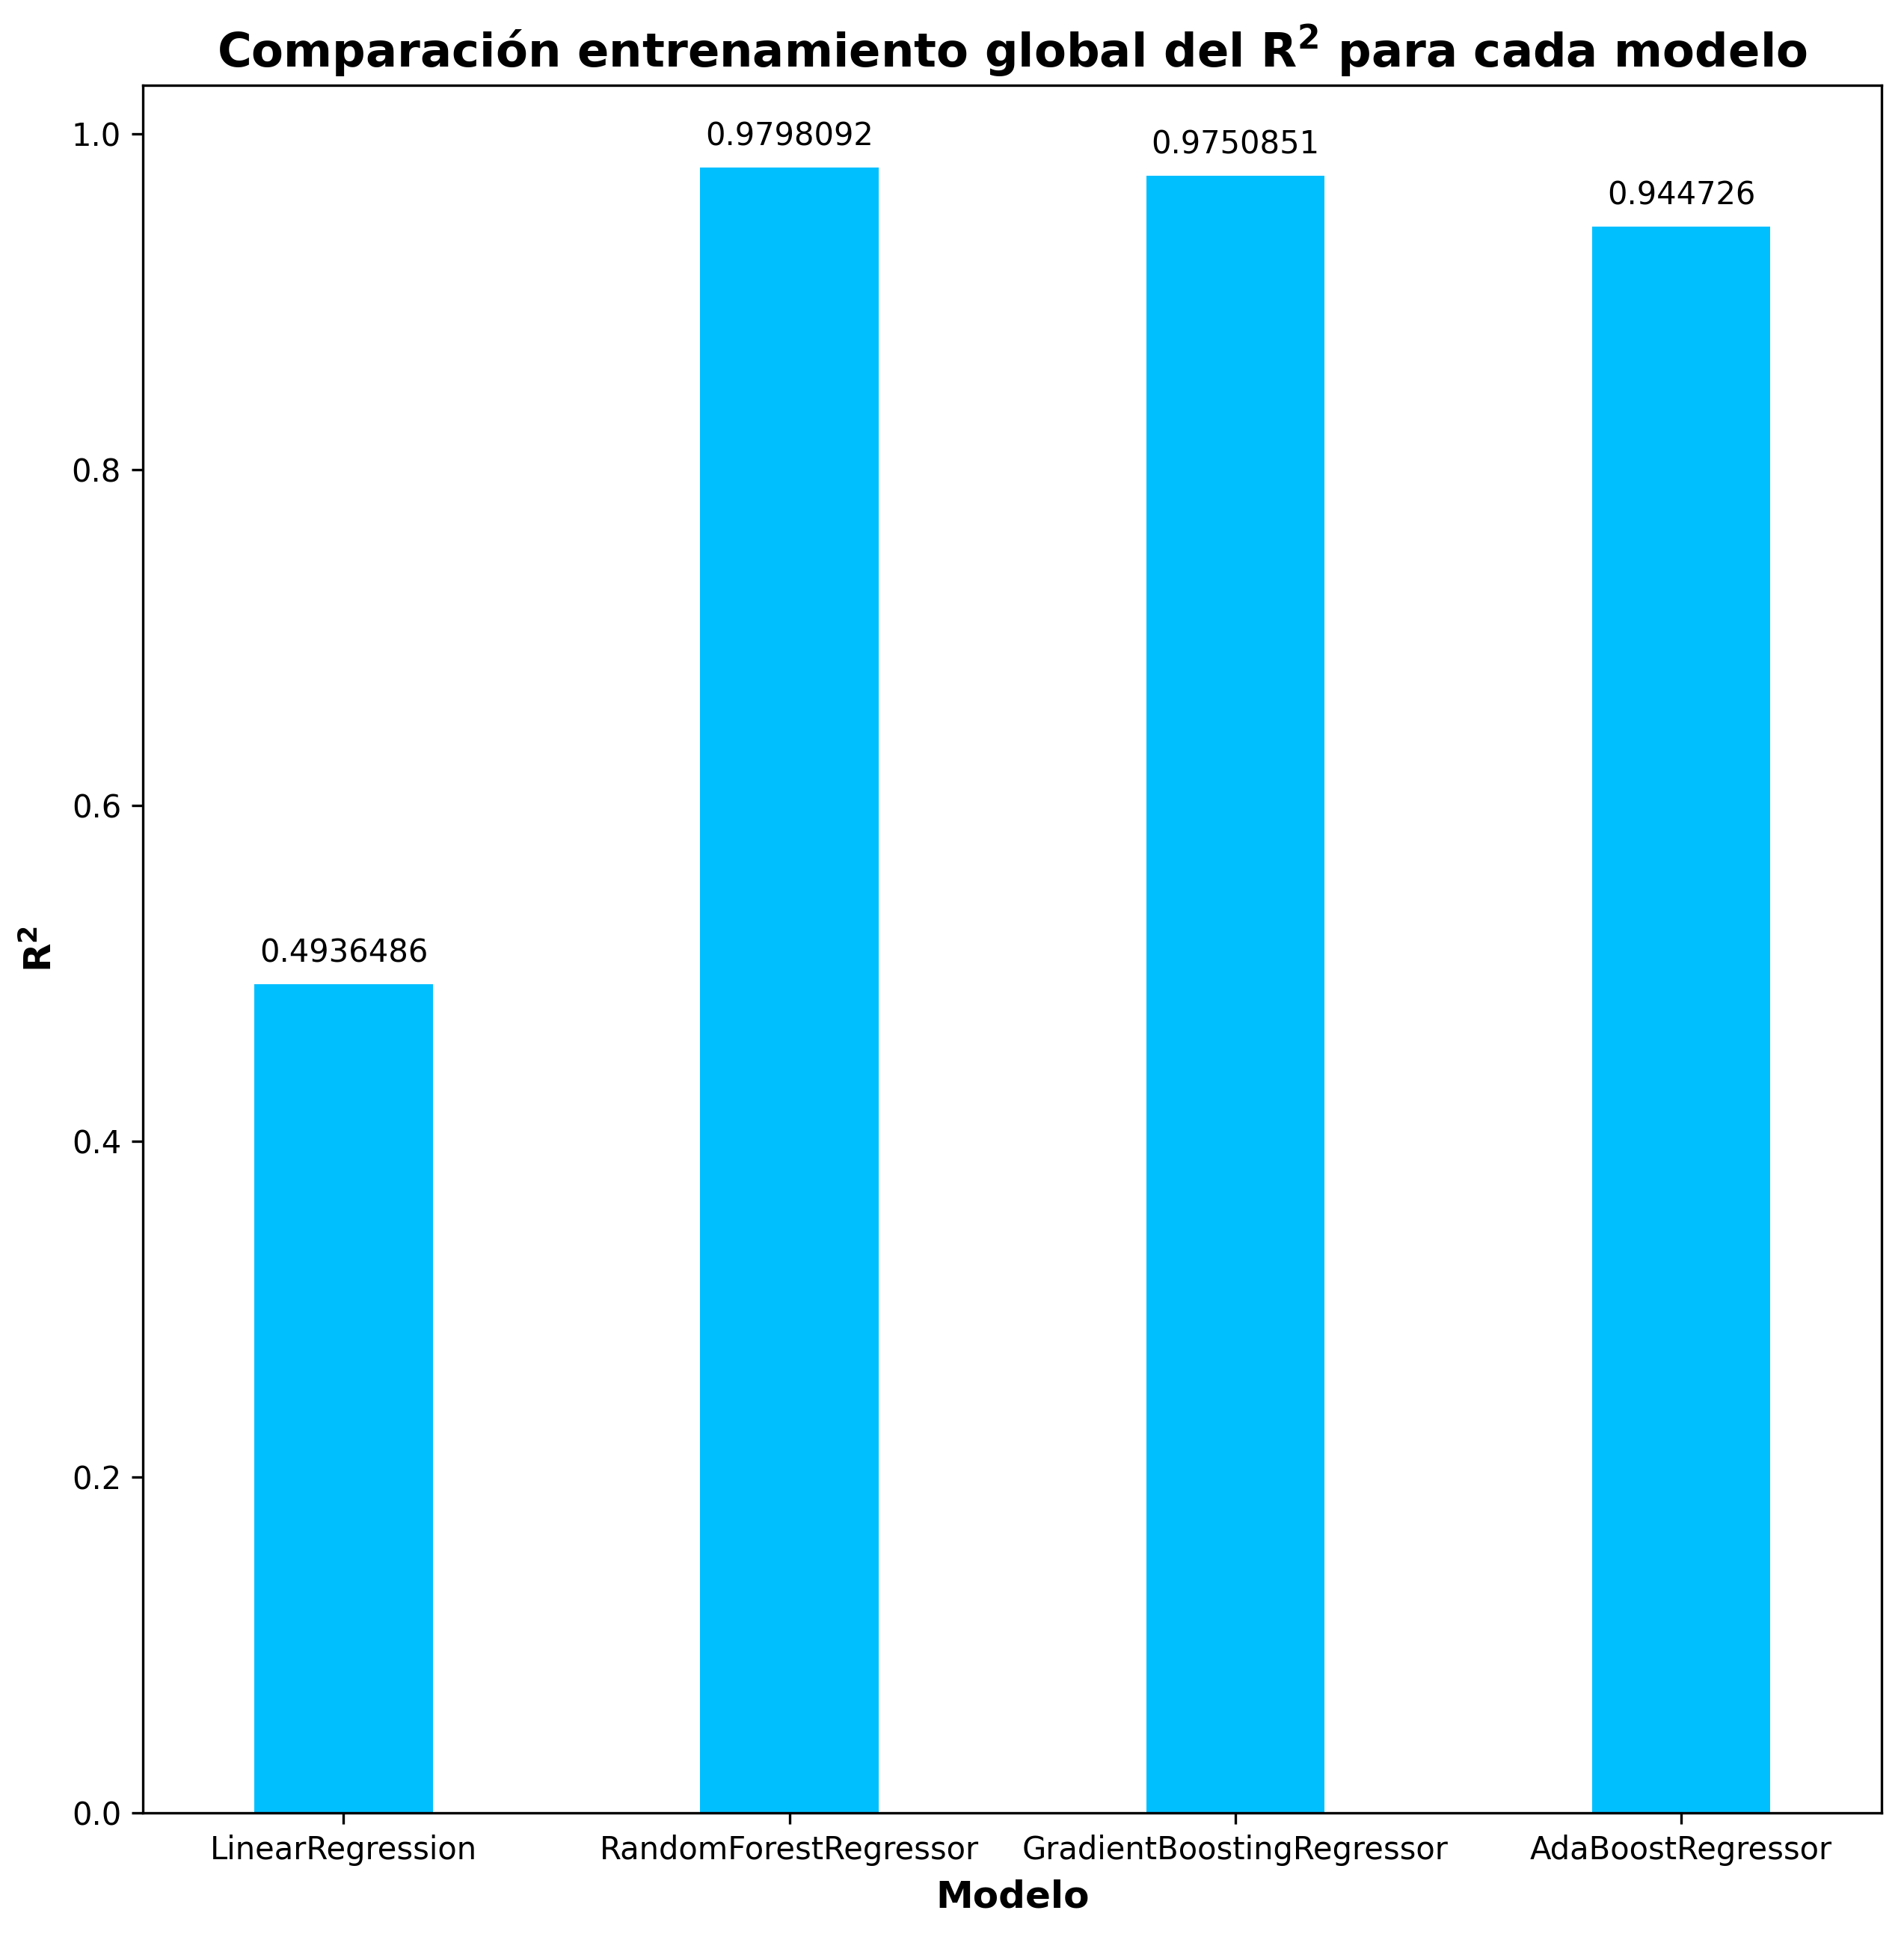 Comparación entrenamiento global del R² para cada modelo
1.0
0.8
0.6
0.4
0.2
0.0
R²
0.4936486
0.9798092
0.9750851
0.944726
LinearRegression
RandomForestRegressor
GradientBoostingRegressor
AdaBoostRegressor
Modelo